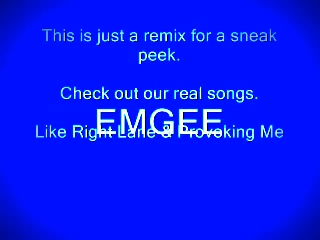 This is just a remix for a sneak
peek.
Check out our real songs.
EMGEE
Like Right Lane & Provoking Me